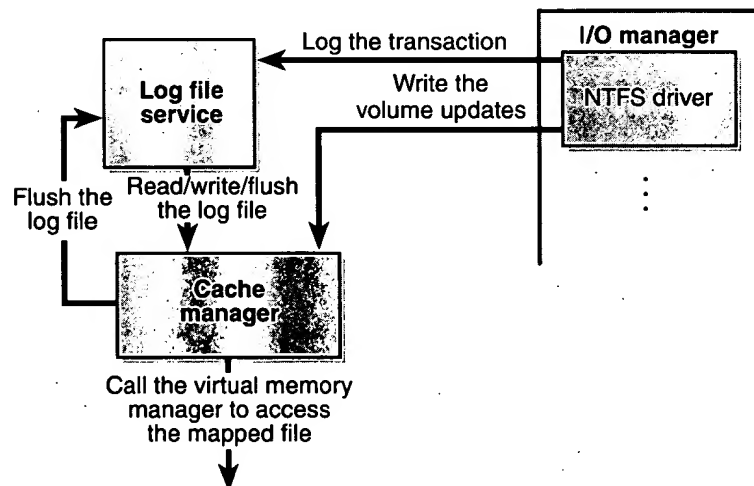 Log the transaction
I/O manager
Log file
service
Write the
volume updates
NTFS driver
Flush the
log file
Read/write/flush
the log file
Cache
manager
Call the virtual memory
manager to access
the mapped file